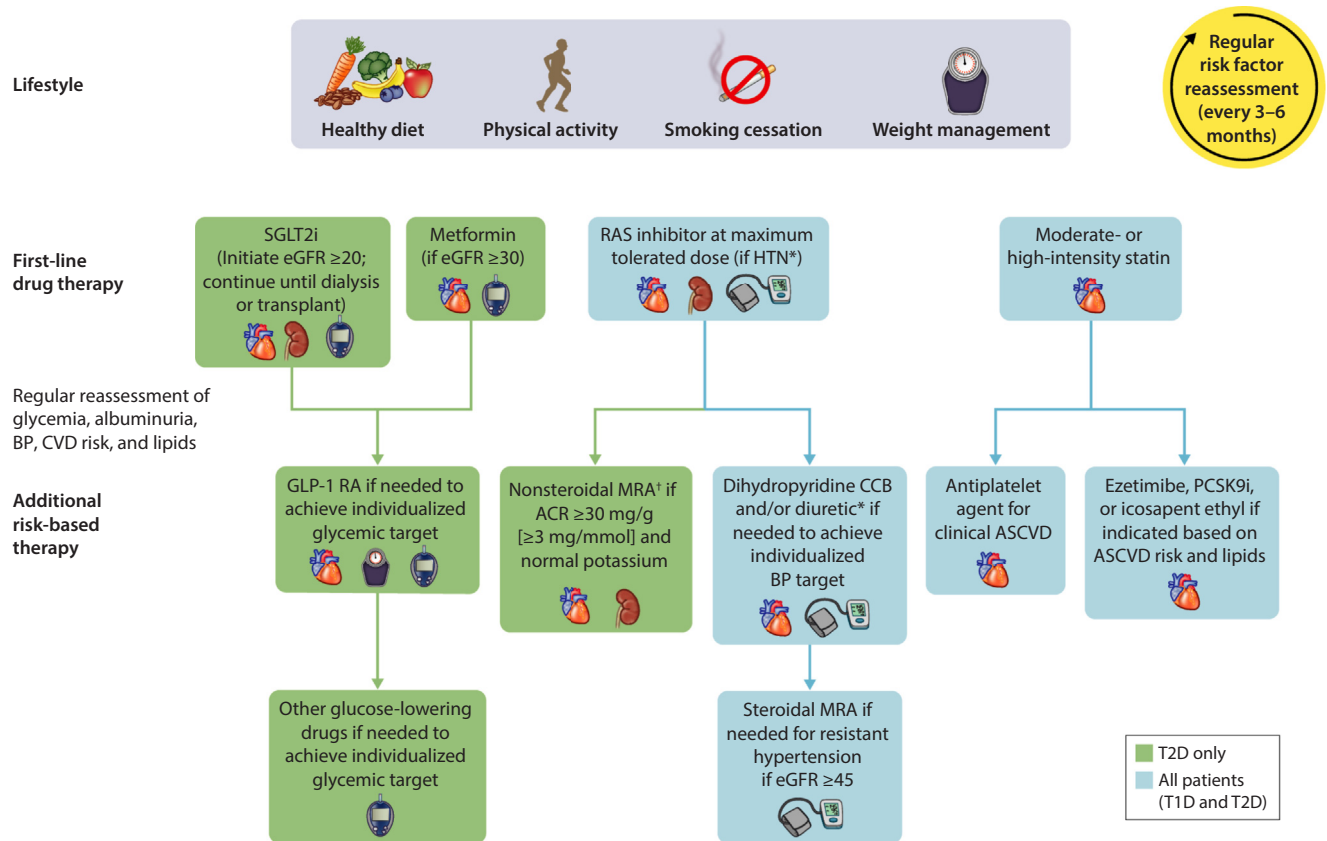 Lifestyle
Healthy diet
Physical activity
Smoking cessation
Weight management
Regular
risk factor
reassessment
(every 3–6
months)
First-line
drug therapy
SGLT2i
(Initiate eGFR ≥20;
continue until dialysis
or transplant)
Metformin
(if eGFR ≥30)
RAS inhibitor at maximum
tolerated dose (if HTN*)
Moderate- or
high-intensity statin
Regular reassessment of
glycemia, albuminuria,
BP, CVD risk, and lipids
Additional
risk-based
therapy
GLP-1 RA if needed to
achieve individualized
glycemic target
Nonsteroidal MRA† if
ACR ≥30 mg/g
[≥3 mg/mmol] and
normal potassium
Dihydropyridine CCB
and/or diuretic* if
needed to achieve
individualized
BP target
Antiplatelet
agent for
clinical ASCVD
Ezetimibe, PCSK9i,
or icosapent ethyl if
indicated based on
ASCVD risk and lipids
Other glucose-lowering
drugs if needed to
achieve individualized
glycemic target
Steroidal MRA if
needed for resistant
hypertension
if eGFR ≥45
T2D only
All patients
(T1D and T2D)